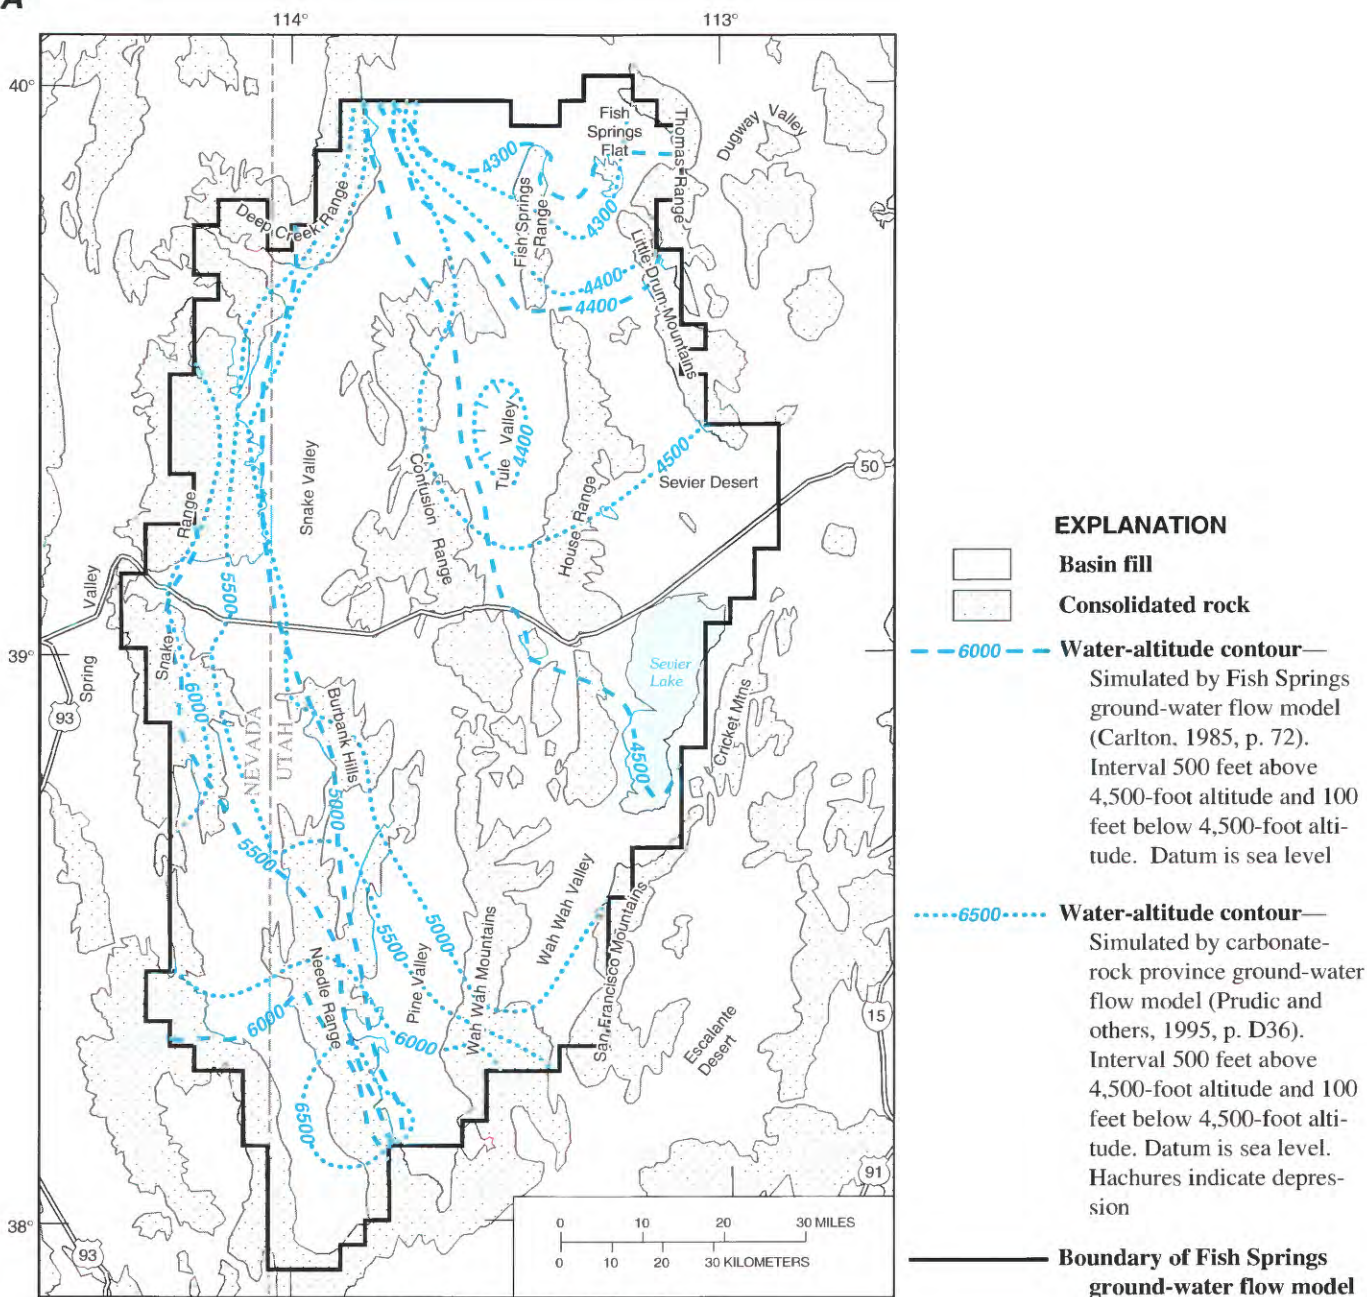 A
114°
113°
40°
Fish
Springs
Flat
Thomas Range
Dugway Valley
4300
Deep Creek Range
Fish Springs
Range
4300
Little Drum Mountains
4400
4400
Snake Valley
Tule Valley
4400
Confusion
Range
4500
50
Sevier Desert
House Range
Range
5500
Spring Valley
39°
Snake
6000
Sevier
Lake
93
NEVADA
UTAH
Burbank Hills
Cricket Mtns
4500
5000
5500
Wah Wah Valley
5000
5500
Needle Range
Pine Valley
Wah Wah Mountains
San Francisco Mountains
6000
6000
Escalante
Desert
15
6500
91
38°
93
0 10 20 30 MILES
0 10 20 30 KILOMETERS
EXPLANATION
Basin fill
Consolidated rock
6000 Water-altitude contour—
Simulated by Fish Springs
ground-water flow model
(Carlton, 1985, p. 72).
Interval 500 feet above
4,500-foot altitude and 100
feet below 4,500-foot alti-
tude. Datum is sea level
6500 Water-altitude contour—
Simulated by carbonate-
rock province ground-water
flow model (Prudic and
others, 1995, p. D36).
Interval 500 feet above
4,500-foot altitude and 100
feet below 4,500-foot alti-
tude. Datum is sea level.
Hachures indicate depres-
sion
Boundary of Fish Springs
ground-water flow model